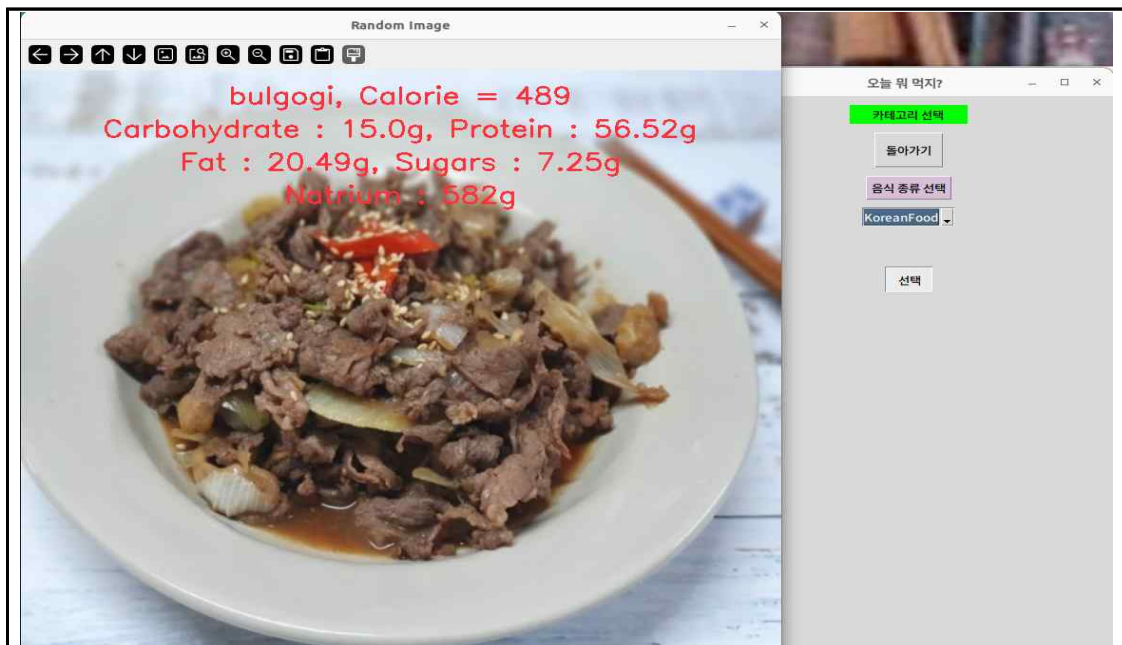 Random Image
bulgogi, Calorie = 489
Carbohydrate : 15.0g, Protein : 56.52g
Fat : 20.49g, Sugars : 7.25g
Natrium : 582g
오늘 뭐 먹지?
카테고리 선택
돌아가기
음식 종류 선택
KoreanFood
선택